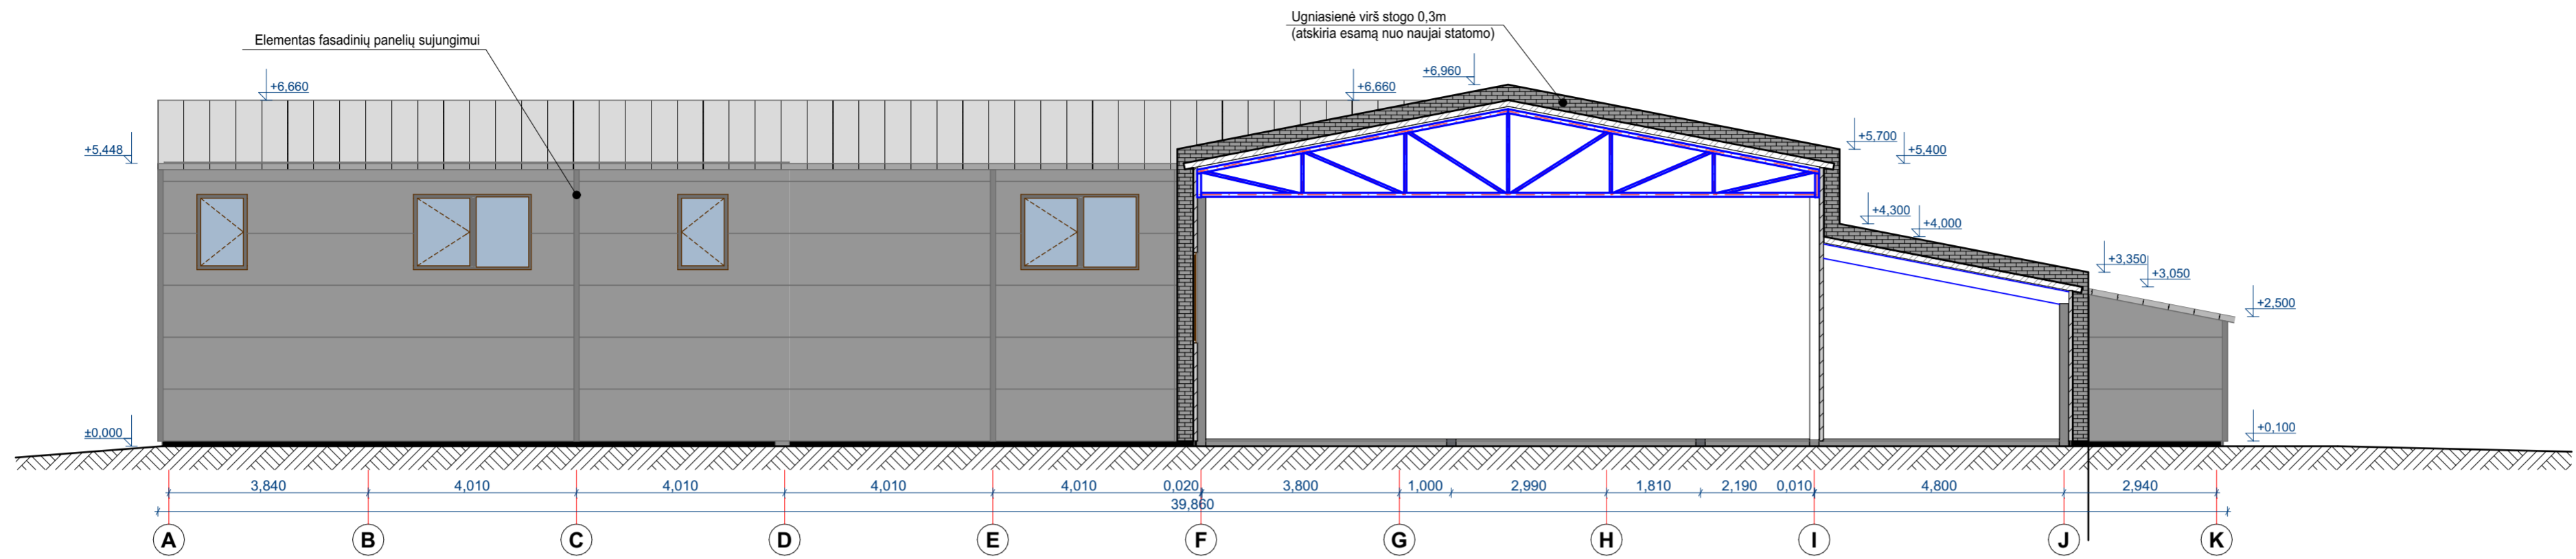 Ugniasienė virš stogo 0,3m
(atskiria esamą nuo naujai statomo)
Elementas fasadinių panelių sujungimui
+6,960
+6,660
+6,660
+5,448
+5,700
+5,400
+4,300
+4,000
+3,350
+3,050
+2,500
±0,000
+0,100
3,840
4,010
4,010
4,010
4,010
0,020
3,800
1,000
2,990
1,810
2,190
0,010
4,800
2,940
39,860
A
B
C
D
E
F
G
H
I
J
K